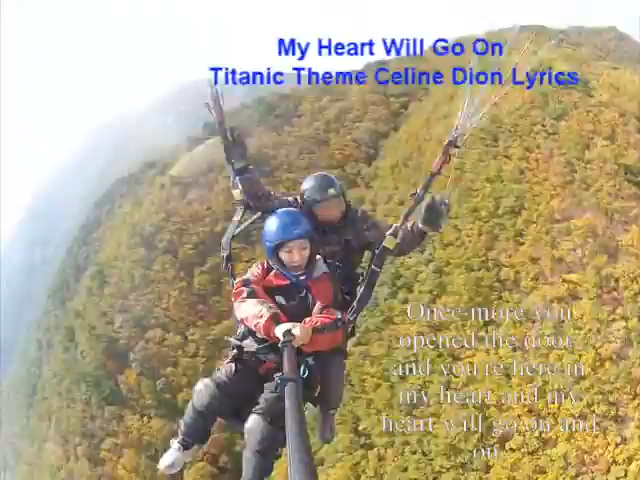 My Heart Will Go On
Titanic Theme Celine Dion Lyrics
Once more you
opened the door
and you're here in
my heart and my
heart will go on and
on